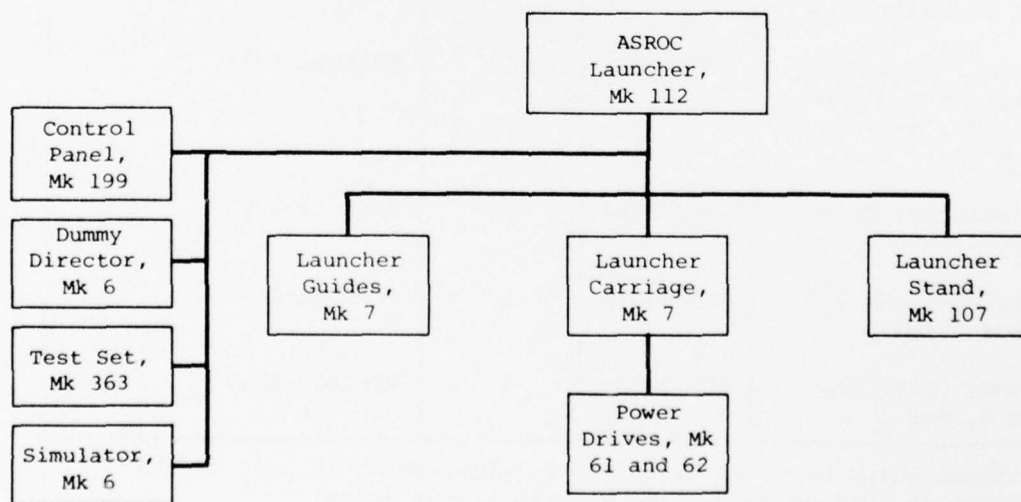 ASROC
Launcher,
Mk 112
Control
Panel,
Mk 199
Dummy
Director,
Mk 6
Launcher
Guides,
Mk 7
Launcher
Carriage,
Mk 7
Launcher
Stand,
Mk 107
Test Set,
Mk 363
Power
Drives, Mk
61 and 62
Simulator,
Mk 6